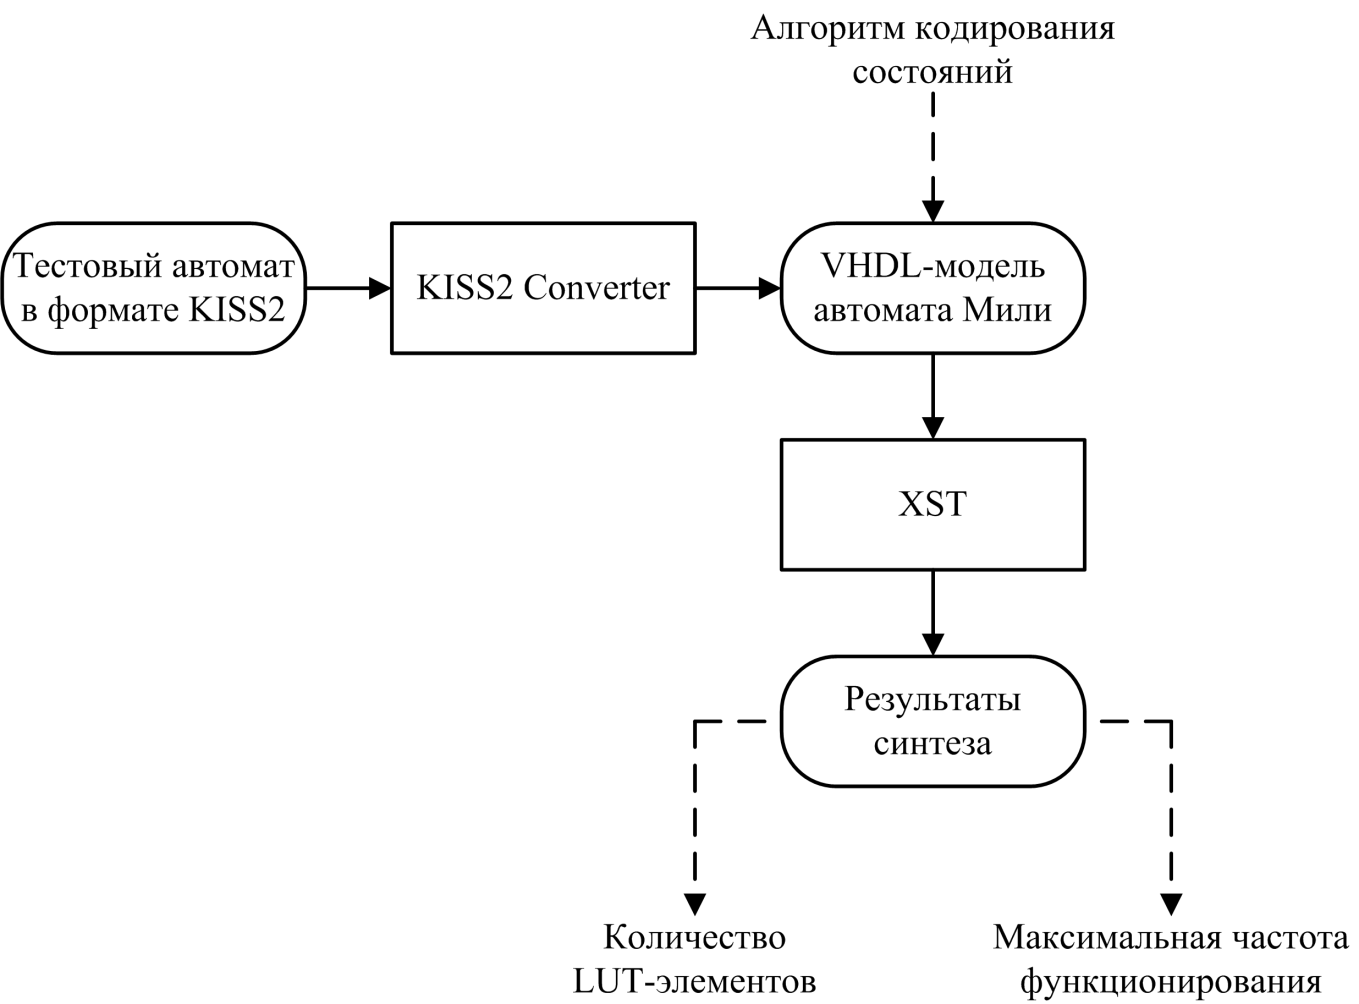 Алгоритм кодирования
состояний
Тестовый автомат
в формате KISS2
KISS2 Converter
VHDL-модель
автомата Мили
XST
Результаты
синтеза
Количество
LUT-элементов
Максимальная частота
функционирования